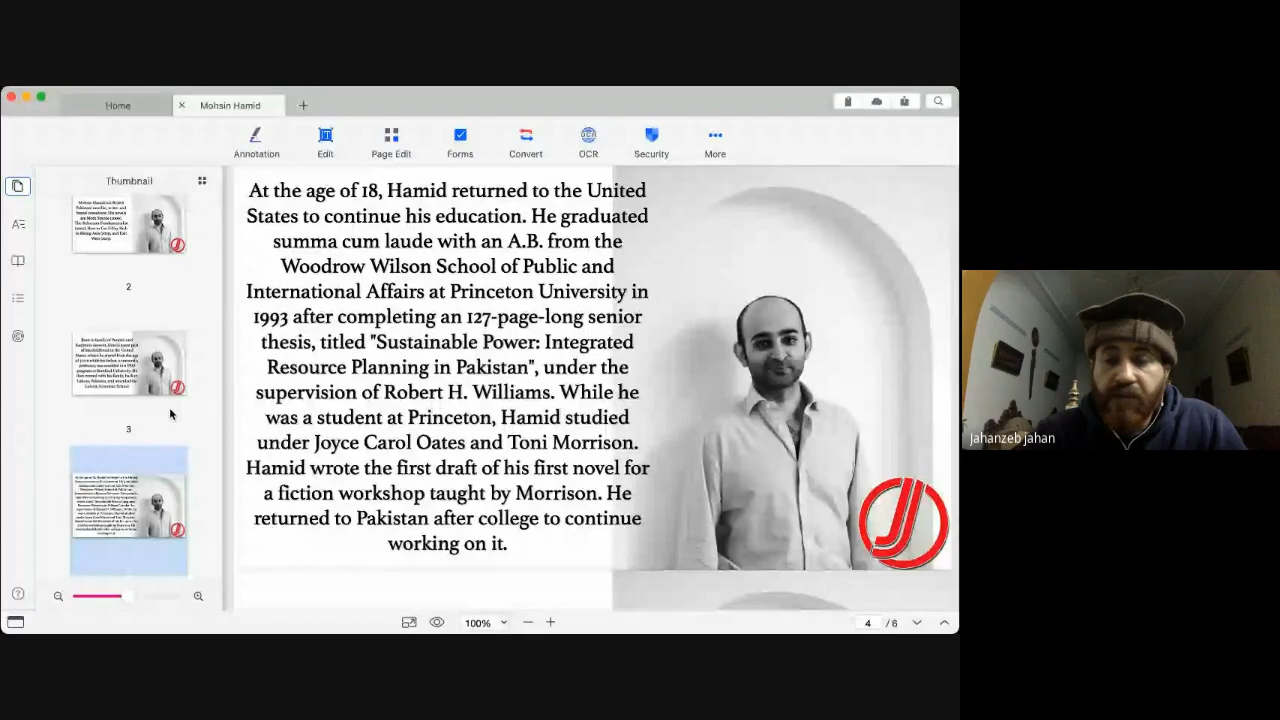 Home
Mohsin Hamid
Annotation
Edit
Page Edit
Forms
Convert
OCR
Security
More
Thumbnail
2
3
At the age of 18, Hamid returned to the United
States to continue his education. He graduated
summa cum laude with an A.B. from the
Woodrow Wilson School of Public and
International Affairs at Princeton University in
1993 after completing an 127-page-long senior
thesis, titled "Sustainable Power: Integrated
Resource Planning in Pakistan", under the
supervision of Robert H. Williams. While he
was a student at Princeton, Hamid studied
under Joyce Carol Oates and Toni Morrison.
Hamid wrote the first draft of his first novel for
a fiction workshop taught by Morrison. He
returned to Pakistan after college to continue
working on it.
JJ
100%
4 / 6
Jahanzeb jahan